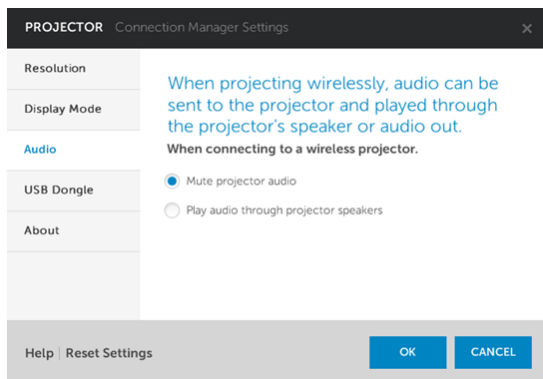 PROJECTOR Connection Manager Settings
Resolution
Display Mode
Audio
USB Dongle
About
When projecting wirelessly, audio can be
sent to the projector and played through
the projector's speaker or audio out.
When connecting to a wireless projector.
Mute projector audio
Play audio through projector speakers
Help | Reset Settings
OK
CANCEL